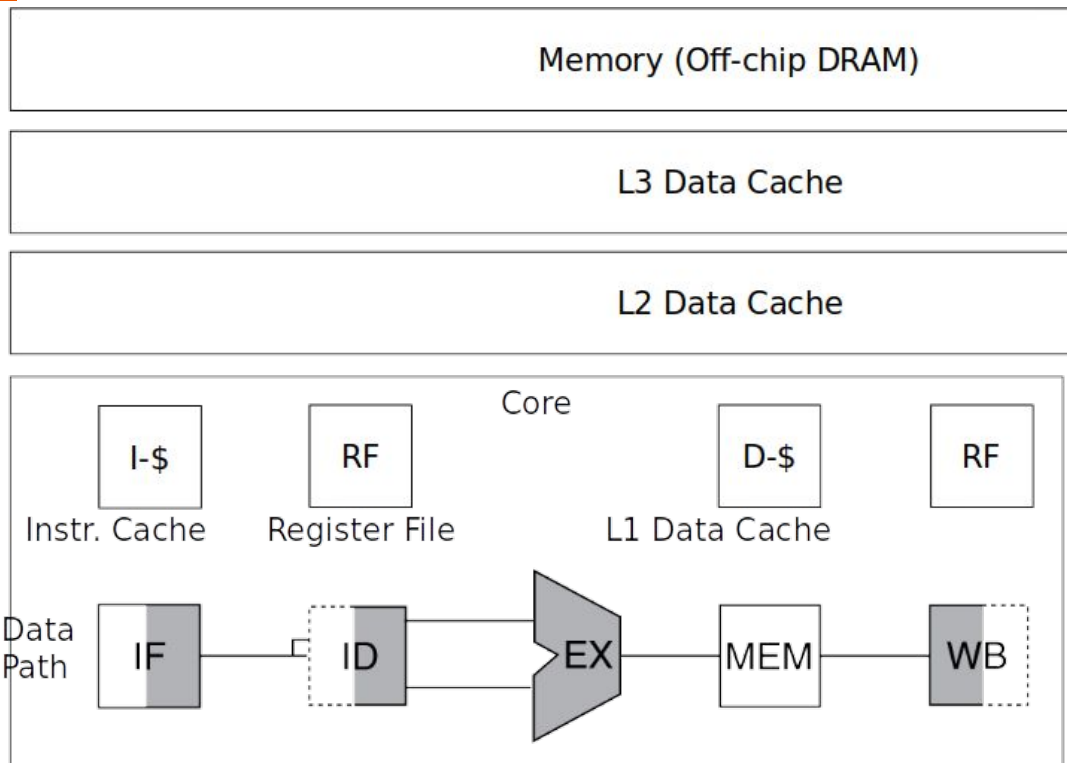 Memory (Off-chip DRAM)
L3 Data Cache
L2 Data Cache
Core
I-$
RF
D-$
RF
Instr. Cache
Register File
L1 Data Cache
Data
Path
IF
ID
EX
MEM
WB